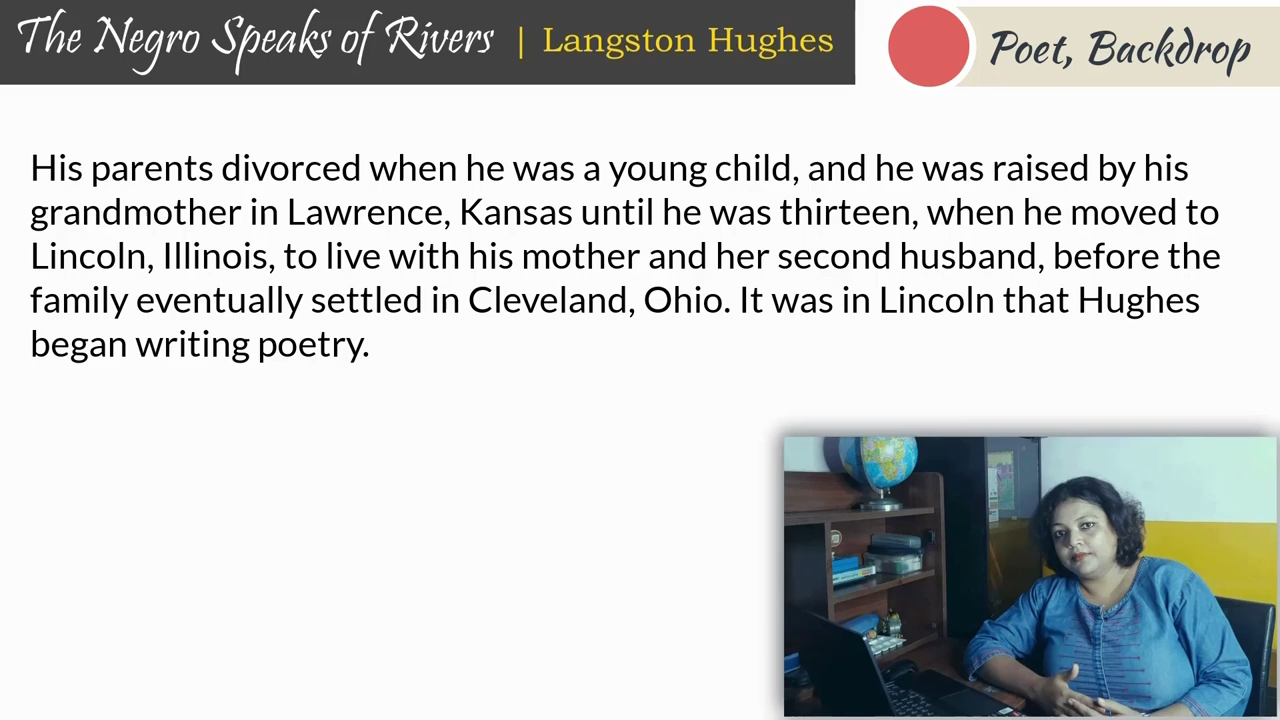 The Negro Speaks of Rivers | Langston Hughes
Poet, Backdrop
His parents divorced when he was a young child, and he was raised by his
grandmother in Lawrence, Kansas until he was thirteen, when he moved to
Lincoln, Illinois, to live with his mother and her second husband, before the
family eventually settled in Cleveland, Ohio. It was in Lincoln that Hughes
began writing poetry.